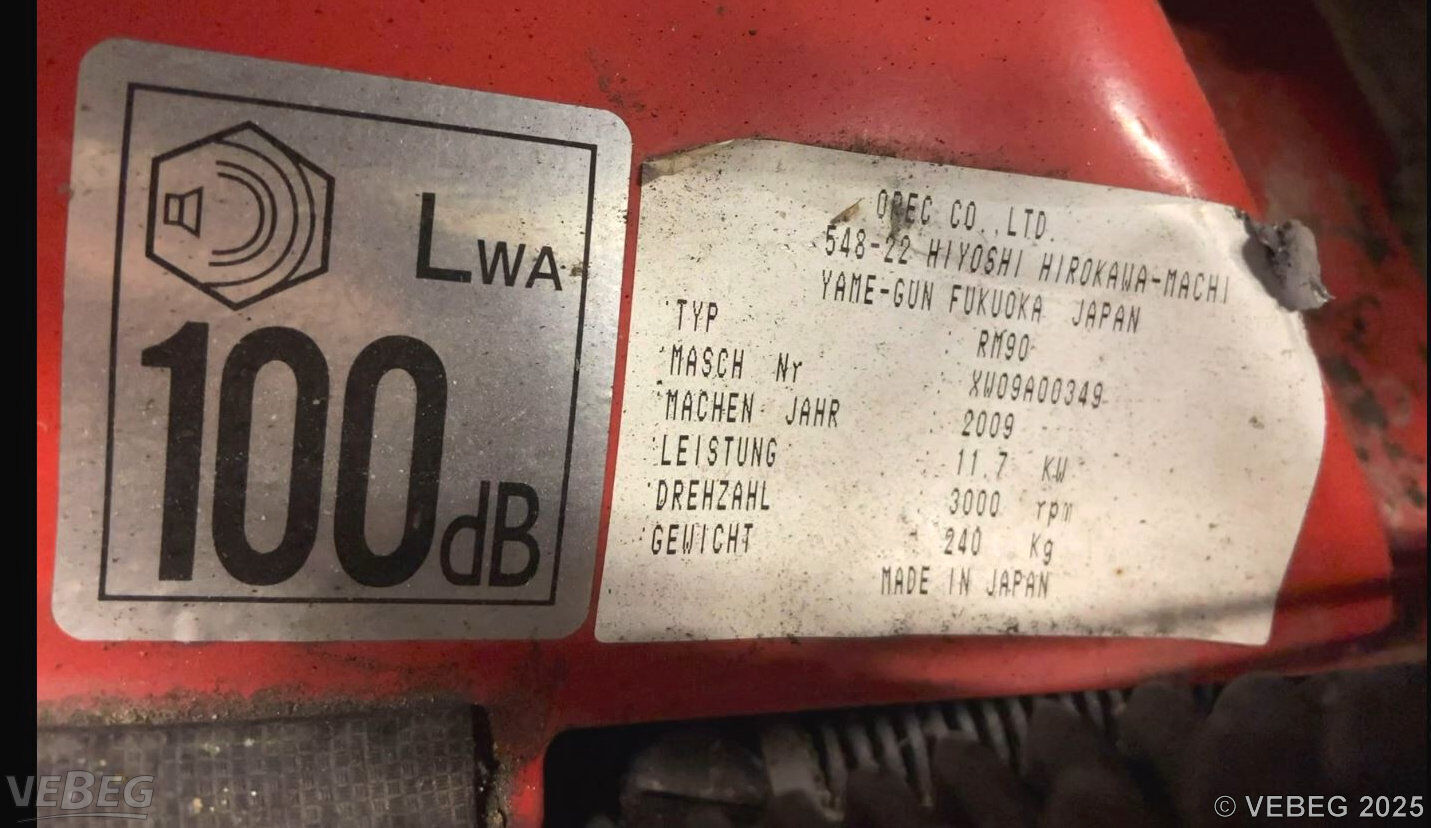 LWA
100dB
OREC CO.,LTD.
548-22 HIYOSHI HIROKAWA-MACHI
YAME-GUN FUKUOKA JAPAN
TYP : RM90
MASCH Nr : XW09A00349
MACHEN JAHR : 2009
LEISTUNG : 11.7 KW
DREHZAHL : 3000 rpm
GEWICHT : 240 Kg
MADE IN JAPAN
VEBEG
© VEBEG 2025